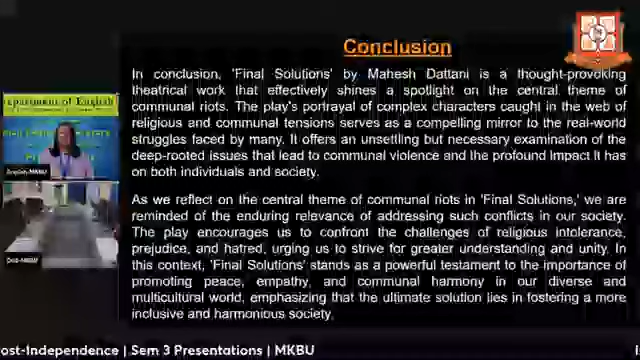 Conclusion
In conclusion, 'Final Solutions' by Mahesh Dattani is a thought-provoking
theatrical work that effectively shines a spotlight on the central theme of
communal riots. The play's portrayal of complex characters caught in the web of
religious and communal tensions serves as a compelling mirror to the real-world
struggles faced by many. It offers an unsettling but necessary examination of the
deep-rooted issues that lead to communal violence and the profound impact it has
on both individuals and society.
As we reflect on the central theme of communal riots in 'Final Solutions,' we are
reminded of the enduring relevance of addressing such conflicts in our society.
The play encourages us to confront the challenges of religious intolerance,
prejudice, and hatred, urging us to strive for greater understanding and unity. In
this context, 'Final Solutions' stands as a powerful testament to the importance of
promoting peace, empathy, and communal harmony in our diverse and
multicultural world, emphasizing that the ultimate solution lies in fostering a more
inclusive and harmonious society.
epartment of English
ost-Independence | Sem 3 Presentations | MKBU